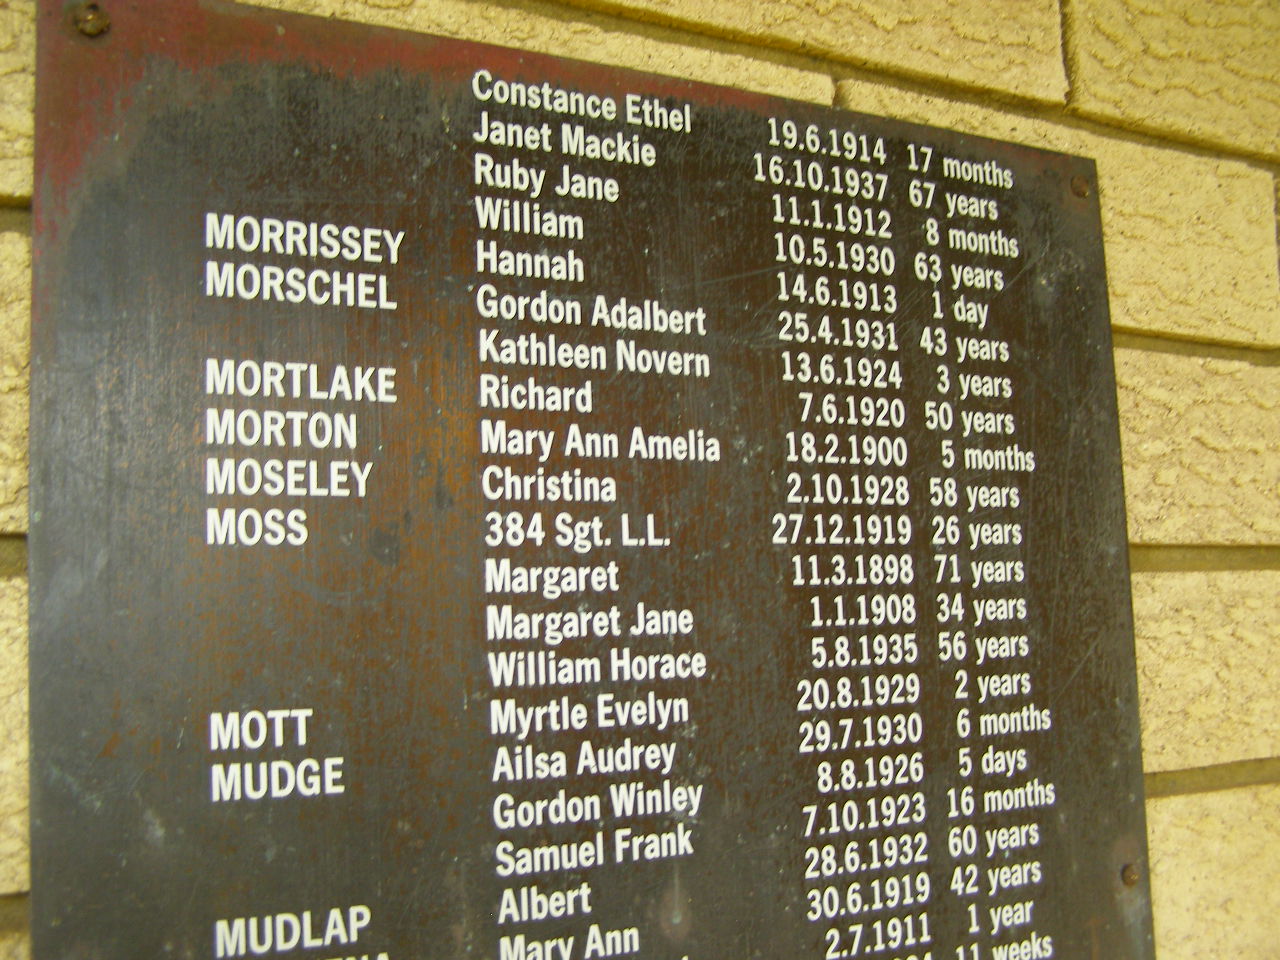 Constance Ethel 19.6.1914 17 months
Janet Mackie 16.10.1937 67 years
Ruby Jane 11.1.1912 8 months
William 10.5.1930 63 years
MORRISSEY Hannah 14.6.1913 1 day
MORSCHEL Gordon Adalbert 25.4.1931 43 years
Kathleen Novern 13.6.1924 3 years
MORTLAKE Richard 7.6.1920 50 years
MORTON Mary Ann Amelia 18.2.1900 5 months
MOSELEY Christina 2.10.1928 58 years
MOSS 384 Sgt. L.L. 27.12.1919 26 years
Margaret 11.3.1898 71 years
Margaret Jane 1.1.1908 34 years
William Horace 5.8.1935 56 years
MOTT Myrtle Evelyn 20.8.1929 2 years
MUDGE Ailsa Audrey 29.7.1930 6 months
Gordon Winley 8.8.1926 5 days
Samuel Frank 7.10.1923 16 months
MUDLAP Albert 28.6.1932 60 years
Mary Ann 30.6.1919 42 years
2.7.1911 1 year
11 weeks